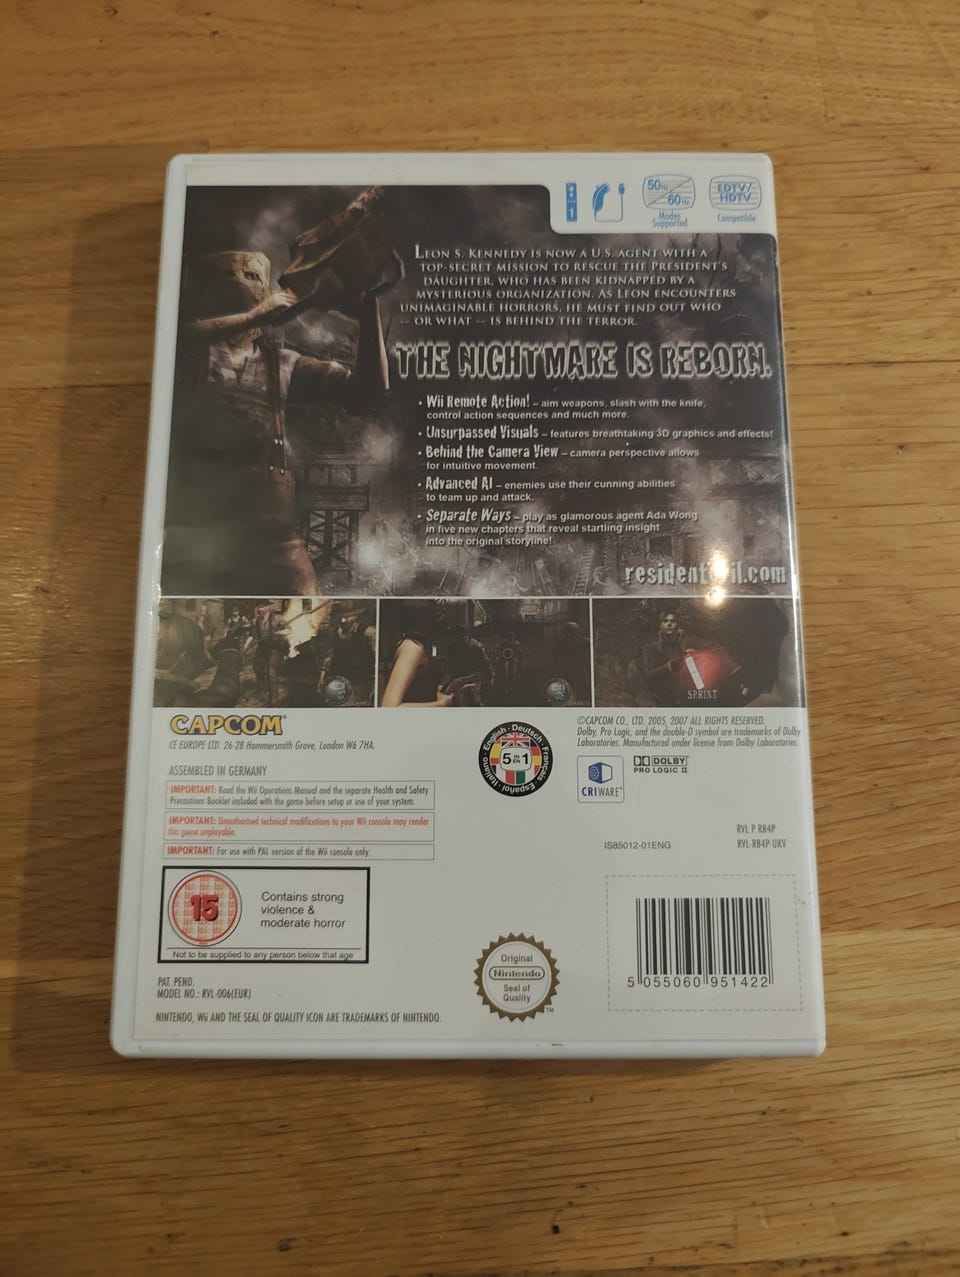 1
50Hz
60Hz
Modes
Supported
EDTV/
HDTV
Compatible
LEON S. KENNEDY IS NOW A U.S. AGENT WITH A
TOP-SECRET MISSION TO RESCUE THE PRESIDENT'S
DAUGHTER, WHO HAS BEEN KIDNAPPED BY A
MYSTERIOUS ORGANIZATION. AS LEON ENCOUNTERS
UNIMAGINABLE HORRORS, HE MUST FIND OUT WHO
-- OR WHAT -- IS BEHIND THE TERROR.
THE NIGHTMARE IS REBORN.
• Wii Remote Action! – aim weapons, slash with the knife,
control action sequences and much more.
• Unsurpassed Visuals – features breathtaking 3D graphics and effects!
• Behind the Camera View – camera perspective allows
for intuitive movement.
• Advanced AI – enemies use their cunning abilities
to team up and attack.
• Separate Ways – play as glamorous agent Ada Wong
in five new chapters that reveal startling insight
into the original storyline!
residentevil.com
SPRINT
CAPCOM®
CE EUROPE LTD. 26-28 Hammersmith Grove, London W6 7HA.
ASSEMBLED IN GERMANY
IMPORTANT: Read the Wii Operations Manual and the separate Health and Safety
Precautions Booklet included with the game before setup or use of your system.
IMPORTANT: Unauthorised technical modifications to your Wii console may render
this game unplayable.
IMPORTANT: For use with PAL version of the Wii console only.
English · Deutsch · Français · Español · Italiano
5 IN EN 1
©CAPCOM CO., LTD. 2005, 2007 ALL RIGHTS RESERVED.
Dolby, Pro Logic, and the double-D symbol are trademarks of Dolby
Laboratories. Manufactured under license from Dolby Laboratories.
CRIWARE™
DOLBY
PRO LOGIC II
IS85012-01ENG
RVL P RB4P
RVL-RB4P-UKV
15
Contains strong
violence &
moderate horror
Not to be supplied to any person below that age
PAT. PEND.
MODEL NO.: RVL-006(EUR)
NINTENDO, Wii AND THE SEAL OF QUALITY ICON ARE TRADEMARKS OF NINTENDO.
Original
Nintendo
Seal of
Quality
TM
5 055060 951422